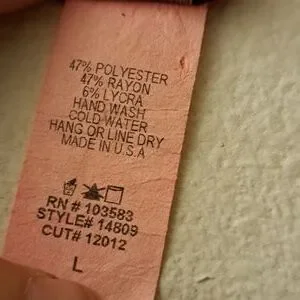 47% POLYESTER
47% RAYON
6% LYCRA
HAND WASH
COLD WATER
HANG OR LINE DRY
MADE IN U.S.A
RN # 103583
STYLE# 14809
CUT# 12012
L